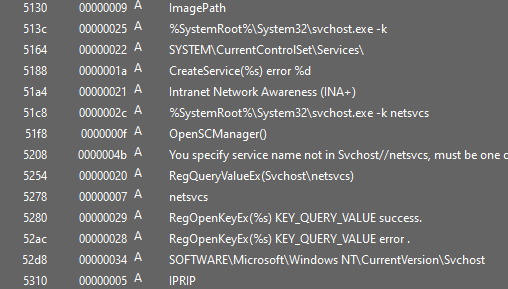 5130 00000009 A ImagePath
513c 00000025 A %SystemRoot%\System32\svchost.exe -k
5164 00000022 A SYSTEM\CurrentControlSet\Services\
5188 0000001a A CreateService(%s) error %d
51a4 00000021 A Intranet Network Awareness (INA+)
51c8 0000002c A %SystemRoot%\System32\svchost.exe -k netsvcs
51f8 0000000f A OpenSCManager()
5208 0000004b A You specify service name not in Svchost//netsvcs, must be one o
5254 00000020 A RegQueryValueEx(Svchost\netsvcs)
5278 00000007 A netsvcs
5280 00000029 A RegOpenKeyEx(%s) KEY_QUERY_VALUE success.
52ac 00000028 A RegOpenKeyEx(%s) KEY_QUERY_VALUE error .
52d8 00000034 A SOFTWARE\Microsoft\Windows NT\CurrentVersion\Svchost
5310 00000005 A IPRIP